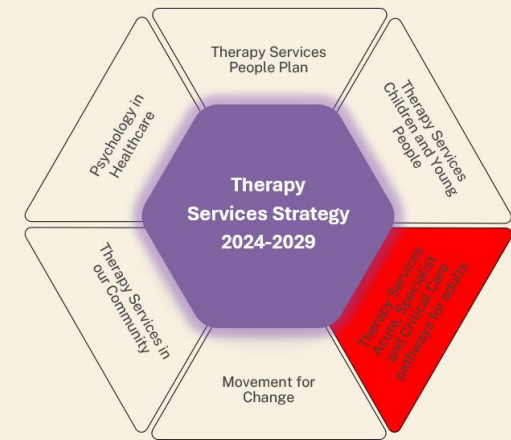 Therapy Services
People Plan
Psychology in
Healthcare
Therapy Services
Children and Young
People
Therapy
Services Strategy
2024-2029
Therapy Services in
our Community
Therapy Services
Acute, Specialist
and Critical Care
pathways for adults
Movement for
Change